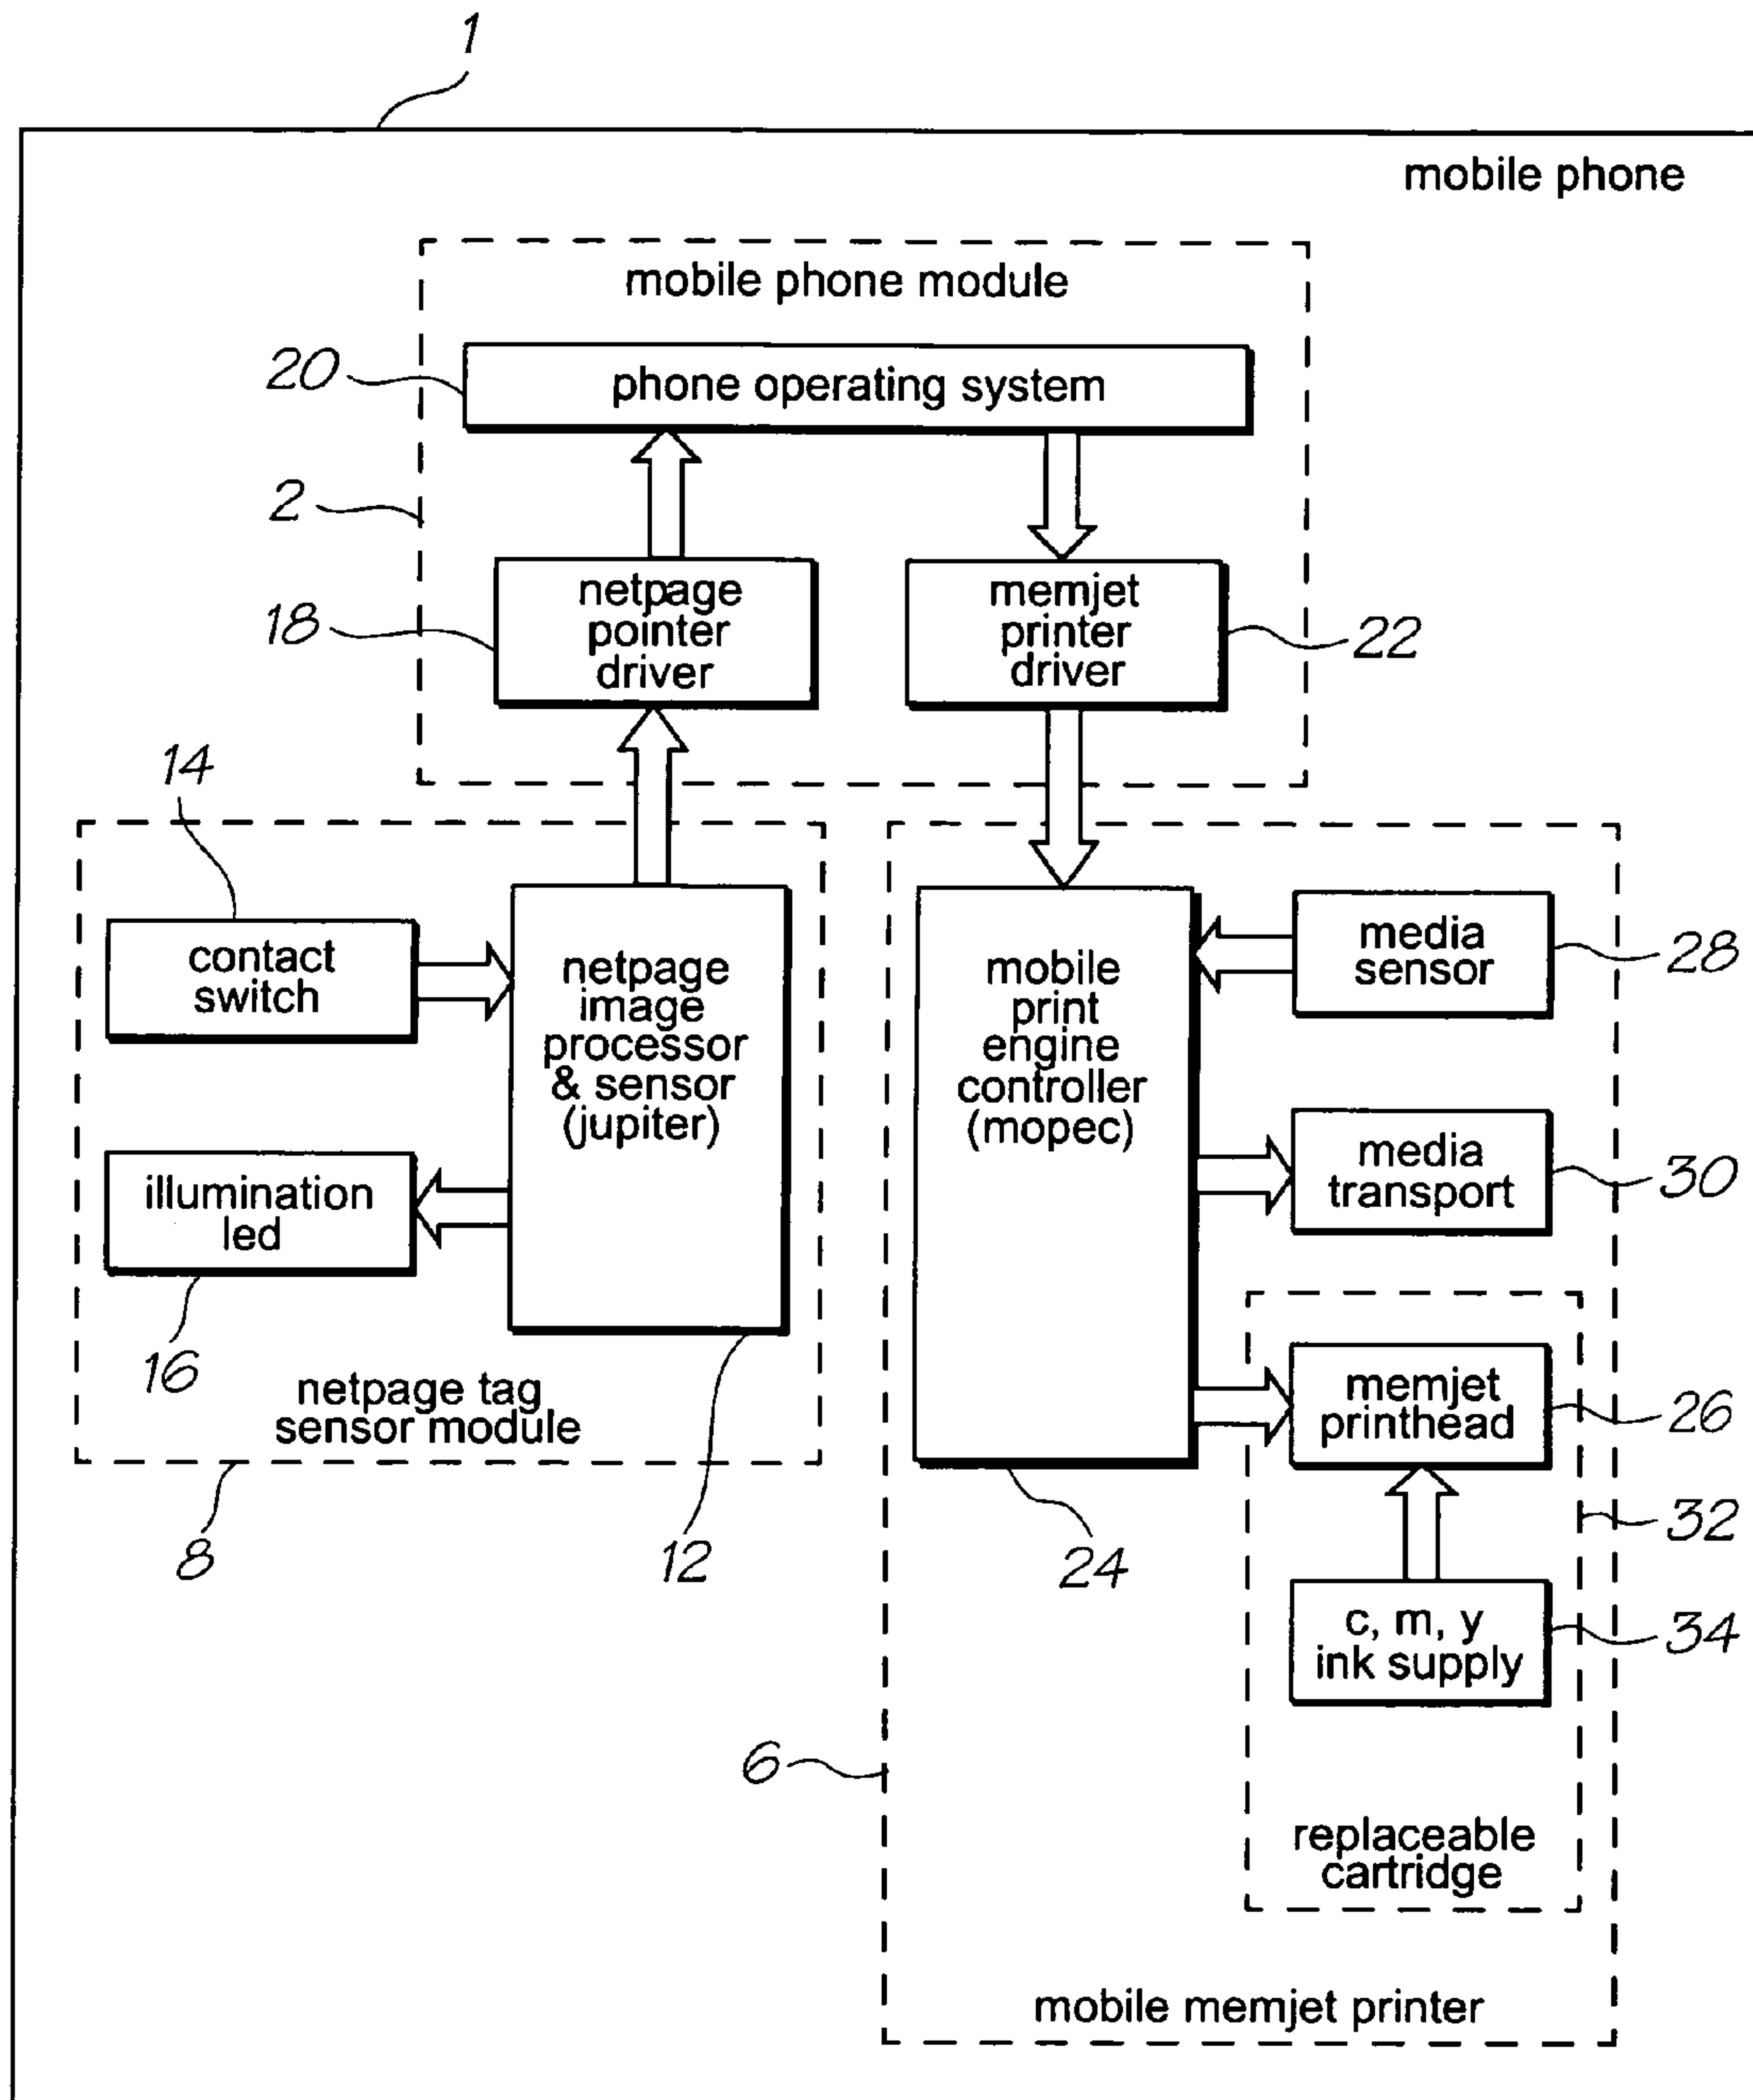 1
mobile phone
mobile phone module
20
phone operating system
2
18
netpage
pointer
driver
memjet
printer
driver
22
14
contact
switch
netpage
image
processor
& sensor
(jupiter)
illumination
led
16
netpage tag
sensor module
8
12
mobile
print
engine
controller
(mopec)
media
sensor
28
media
transport
30
memjet
printhead
26
32
24
c, m, y
ink supply
34
6
replaceable
cartridge
mobile memjet printer